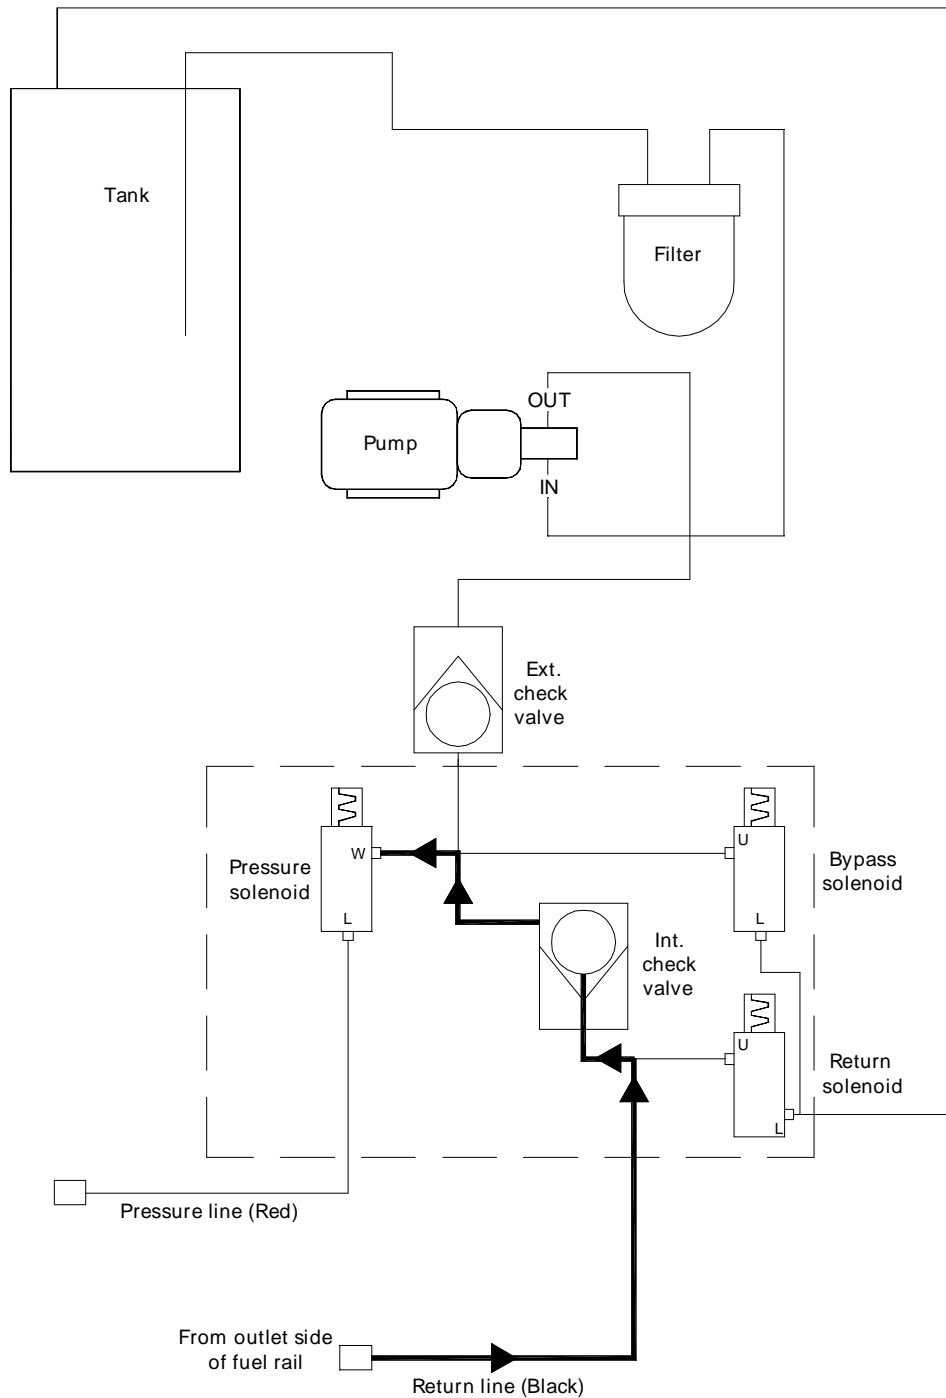 Tank
Filter
OUT
Pump
IN
Ext.
check
valve
Pressure
solenoid
W
L
U
L
Bypass
solenoid
Int.
check
valve
U
L
Return
solenoid
Pressure line (Red)
From outlet side
of fuel rail
Return line (Black)